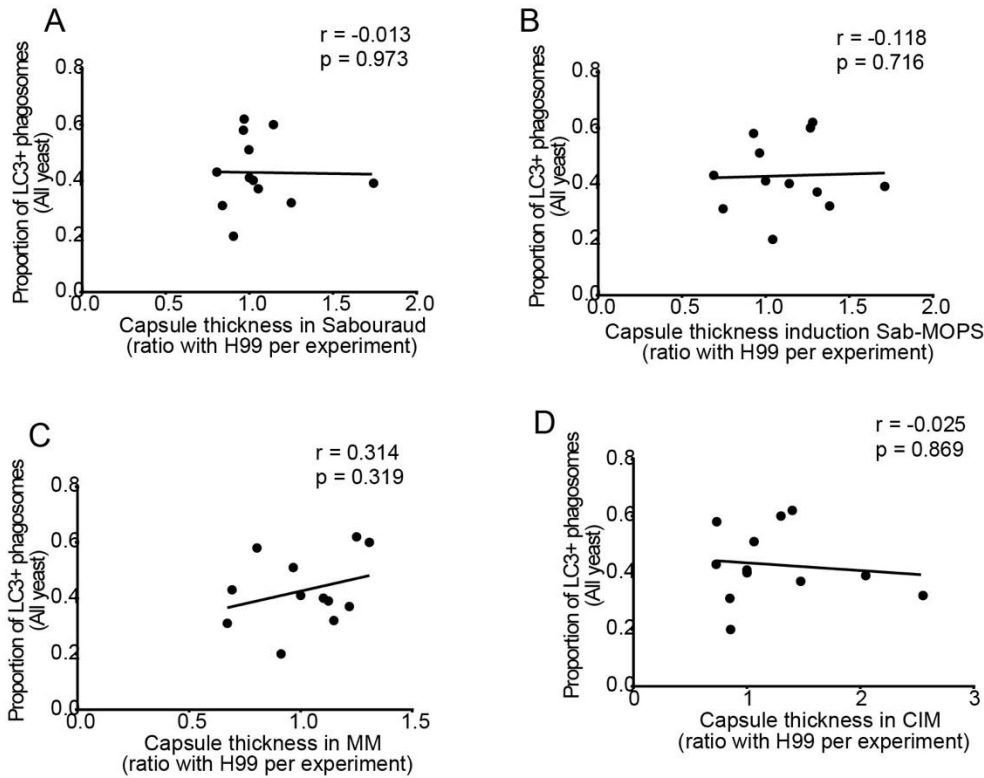 A
r = -0.013
p = 0.973
Proportion of LC3+ phagosomes
(All yeast)
0.8
0.6
0.4
0.2
0.0
0.0 0.5 1.0 1.5 2.0
Capsule thickness in Sabouraud
(ratio with H99 per experiment)
B
r = -0.118
p = 0.716
Proportion of LC3+ phagosomes
(All yeast)
0.8
0.6
0.4
0.2
0.0
0.0 0.5 1.0 1.5 2.0
Capsule thickness induction Sab-MOPS
(ratio with H99 per experiment)
C
r = 0.314
p = 0.319
Proportion of LC3+ phagosomes
(All yeast)
0.8
0.6
0.4
0.2
0.0
0.0 0.5 1.0 1.5
Capsule thickness in MM
(ratio with H99 per experiment)
D
r = -0.025
p = 0.869
Proportion of LC3+ phagosomes
(All yeast)
0.8
0.6
0.4
0.2
0.0
0 1 2 3
Capsule thickness in CIM
(ratio with H99 per experiment)